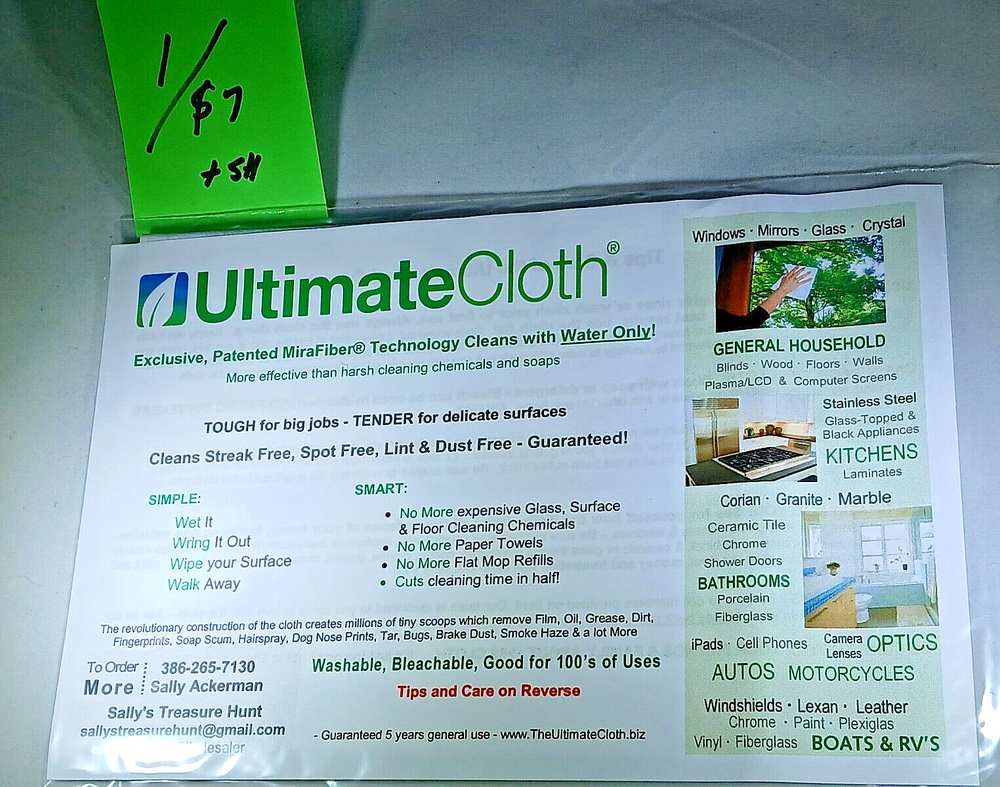 1/$7
+ SH
UltimateCloth®
Exclusive, Patented MiraFiber® Technology Cleans with Water Only!
More effective than harsh cleaning chemicals and soaps
TOUGH for big jobs - TENDER for delicate surfaces
Cleans Streak Free, Spot Free, Lint & Dust Free - Guaranteed!
SIMPLE:
Wet It
Wring It Out
Wipe your Surface
Walk Away
SMART:
• No More expensive Glass, Surface
& Floor Cleaning Chemicals
• No More Paper Towels
• No More Flat Mop Refills
• Cuts cleaning time in half!
The revolutionary construction of the cloth creates millions of tiny scoops which remove Film, Oil, Grease, Dirt,
Fingerprints, Soap Scum, Hairspray, Dog Nose Prints, Tar, Bugs, Brake Dust, Smoke Haze & a lot More
To Order
More
386-265-7130
Sally Ackerman
Sally's Treasure Hunt
sallystreasurehunt@gmail.com
Washable, Bleachable, Good for 100's of Uses
Tips and Care on Reverse
- Guaranteed 5 years general use - www.TheUltimateCloth.biz
Windows · Mirrors · Glass · Crystal
GENERAL HOUSEHOLD
Blinds · Wood · Floors · Walls
Plasma/LCD & Computer Screens
Stainless Steel
Glass-Topped &
Black Appliances
KITCHENS
Laminates
Corian · Granite · Marble
Ceramic Tile
Chrome
Shower Doors
BATHROOMS
Porcelain
Fiberglass
iPads · Cell Phones Camera Lenses OPTICS
AUTOS MOTORCYCLES
Windshields · Lexan · Leather
Chrome · Paint · Plexiglas
Vinyl · Fiberglass BOATS & RV'S